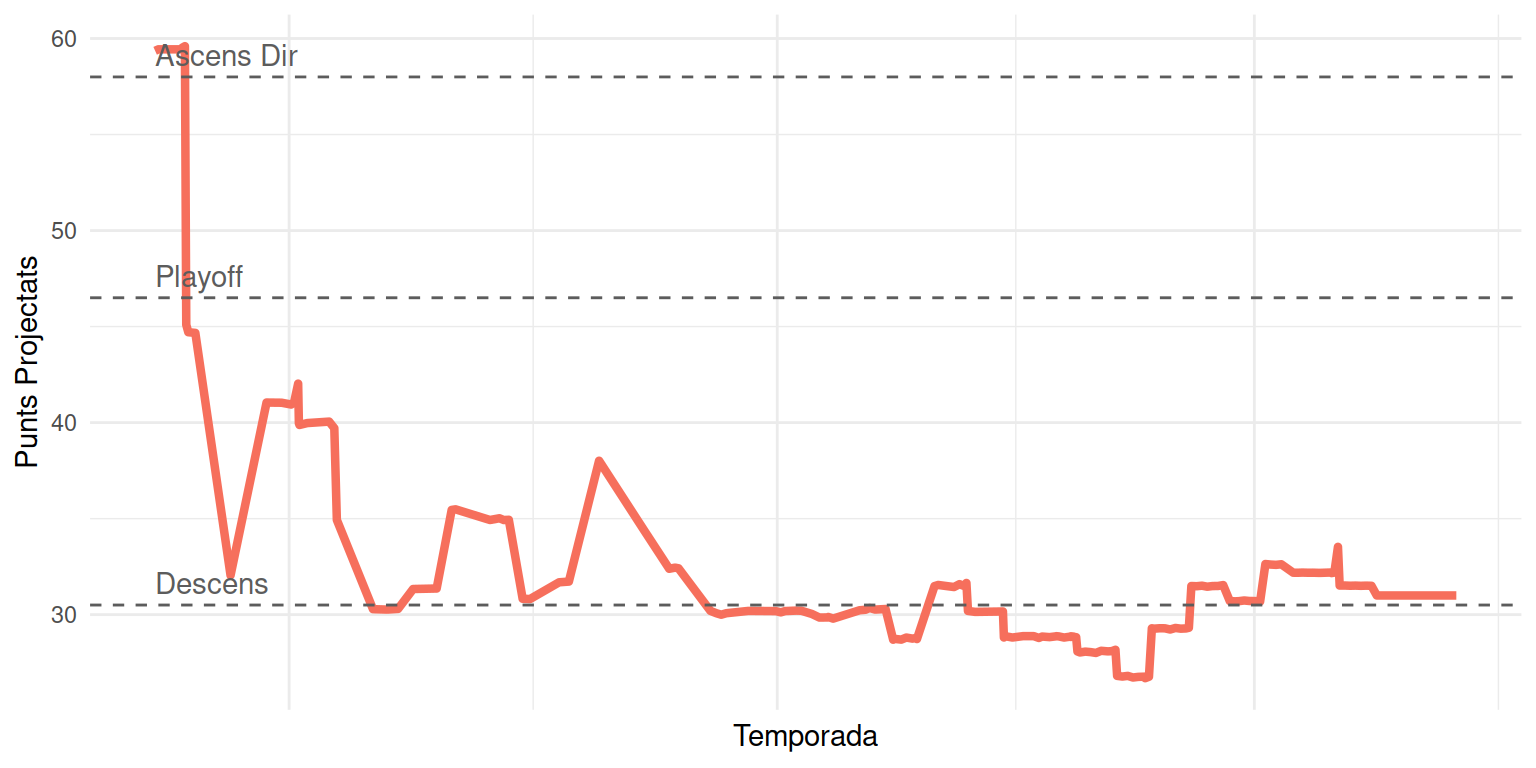 60
50
40
30
Punts Projectats
Ascens Dir
Playoff
Descens
Temporada